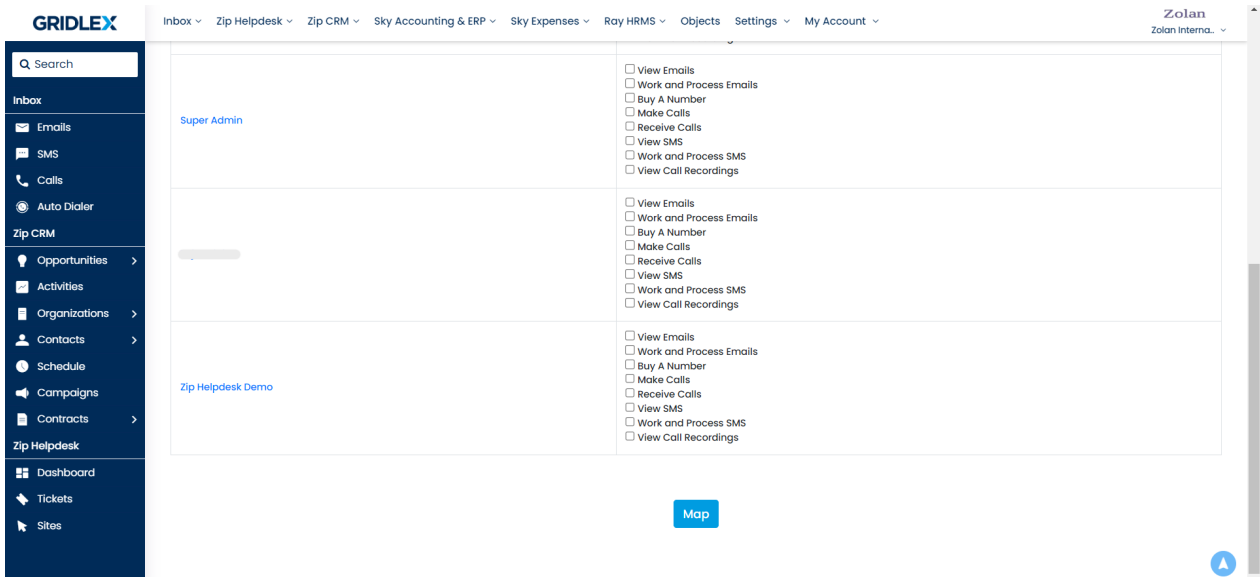 GRIDLEX
Inbox
Zip Helpdesk
Zip CRM
Sky Accounting & ERP
Sky Expenses
Ray HRMS
Objects
Settings
My Account
Zolan
Zolan Interna..
Search
Inbox
Emails
SMS
Calls
Auto Dialer
Zip CRM
Opportunities
Activities
Organizations
Contacts
Schedule
Campaigns
Contracts
Zip Helpdesk
Dashboard
Tickets
Sites
Super Admin
View Emails
Work and Process Emails
Buy A Number
Make Calls
Receive Calls
View SMS
Work and Process SMS
View Call Recordings
View Emails
Work and Process Emails
Buy A Number
Make Calls
Receive Calls
View SMS
Work and Process SMS
View Call Recordings
Zip Helpdesk Demo
View Emails
Work and Process Emails
Buy A Number
Make Calls
Receive Calls
View SMS
Work and Process SMS
View Call Recordings
Map